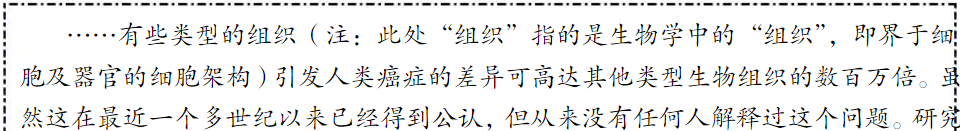 ……有些类型的组织（注：此处“组织”指的是生物学中的“组织”，即界于细
胞及器官的细胞架构）引发人类癌症的差异可高达其他类型生物组织的数百万倍。虽
然这在最近一个多世纪以来已经得到公认，但从来没有任何人解释过这个问题。研究